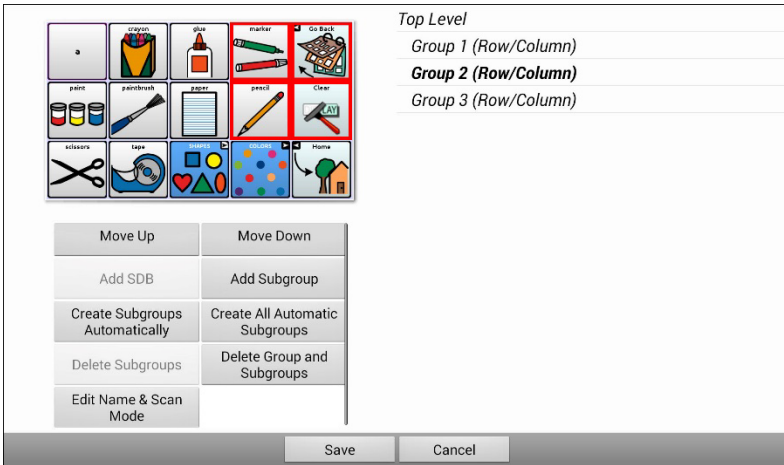 a
crayon
glue
marker
Go Back
paint
paintbrush
paper
pencil
Clear
LAY
scissors
tape
SHAPES
COLORS
Home
Move Up
Move Down
Add SDB
Add Subgroup
Create Subgroups
Automatically
Create All Automatic
Subgroups
Delete Subgroups
Delete Group and
Subgroups
Edit Name & Scan
Mode
Top Level
Group 1 (Row/Column)
Group 2 (Row/Column)
Group 3 (Row/Column)
Save
Cancel